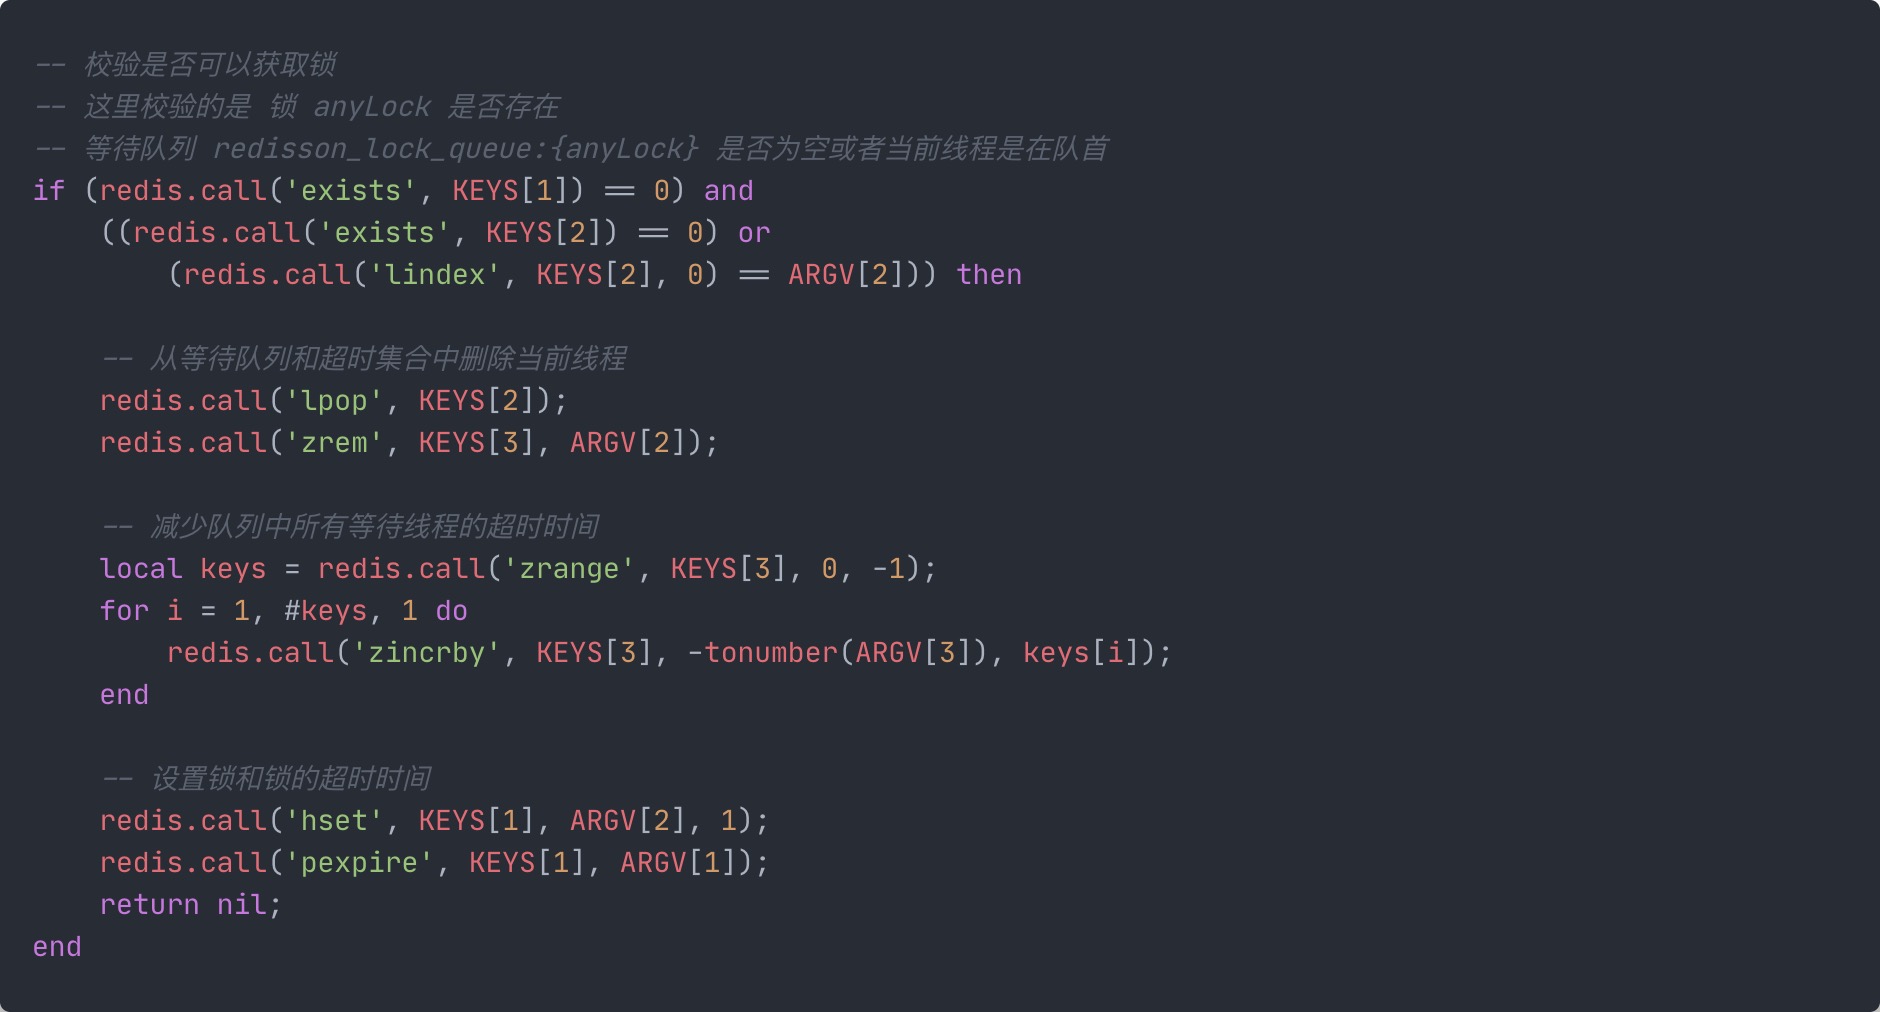 -- 校验是否可以获取锁
-- 这里校验的是 锁 anyLock 是否存在
-- 等待队列 redisson_lock_queue:{anyLock} 是否为空或者当前线程是在队首
if (redis.call('exists', KEYS[1]) == 0) and
    ((redis.call('exists', KEYS[2]) == 0) or
        (redis.call('lindex', KEYS[2], 0) == ARGV[2])) then

    -- 从等待队列和超时集合中删除当前线程
    redis.call('lpop', KEYS[2]);
    redis.call('zrem', KEYS[3], ARGV[2]);

    -- 减少队列中所有等待线程的超时时间
    local keys = redis.call('zrange', KEYS[3], 0, -1);
    for i = 1, #keys, 1 do
        redis.call('zincrby', KEYS[3], -tonumber(ARGV[3]), keys[i]);
    end

    -- 设置锁和锁的超时时间
    redis.call('hset', KEYS[1], ARGV[2], 1);
    redis.call('pexpire', KEYS[1], ARGV[1]);
    return nil;
end